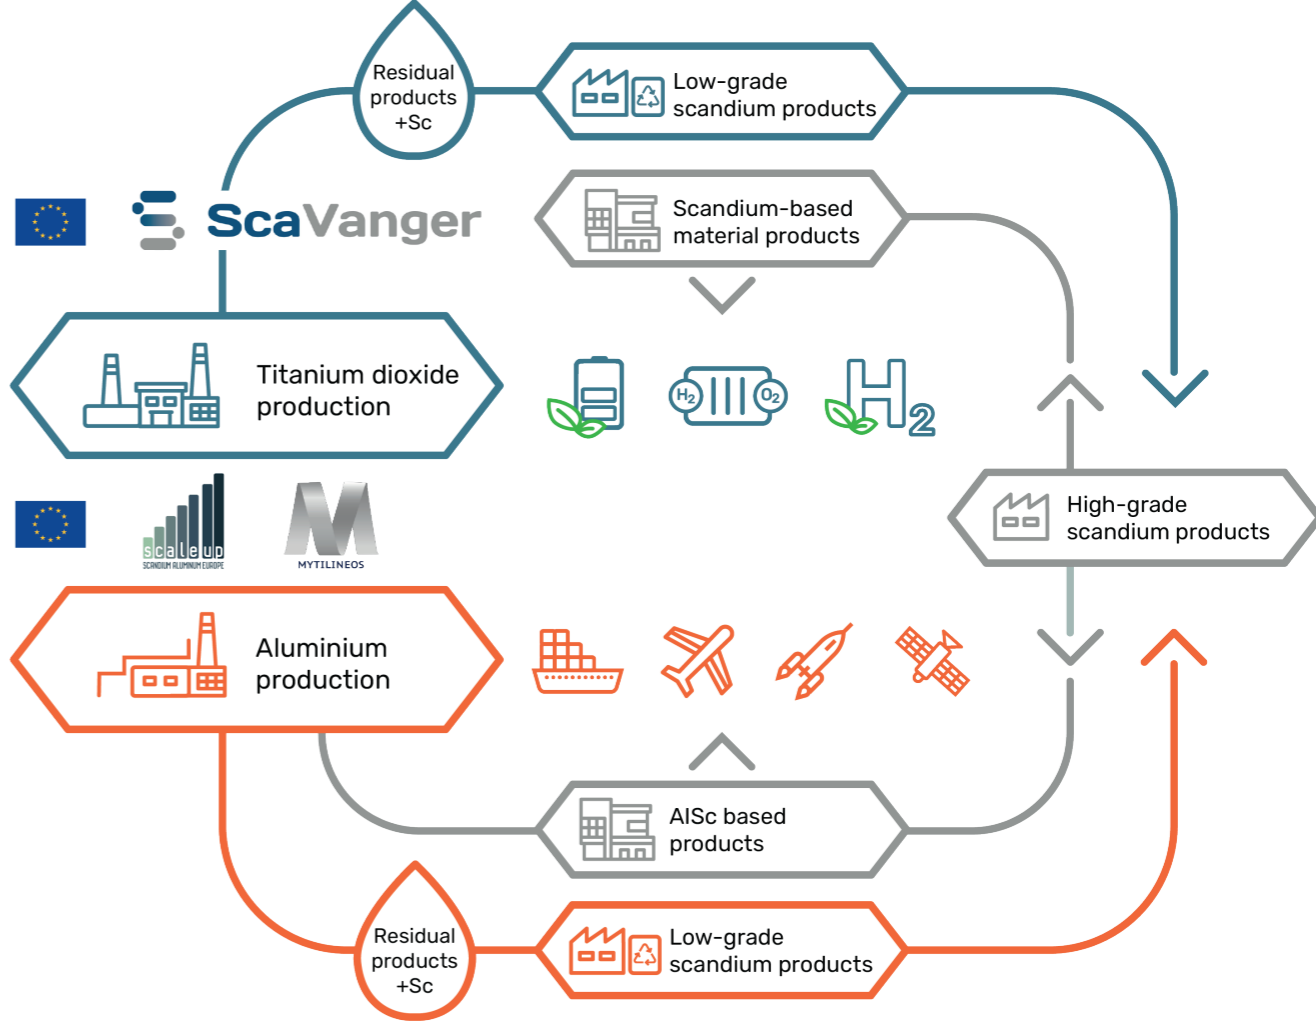 Residual
products
+Sc
Low-grade
scandium products
ScaVanger
Scandium-based
material products
Titanium dioxide
production
H2
O2
H2
scaleup
SCANDIUM ALUMINUM EUROPE
MYTILINEOS
High-grade
scandium products
Aluminium
production
AlSc based
products
Residual
products
+Sc
Low-grade
scandium products